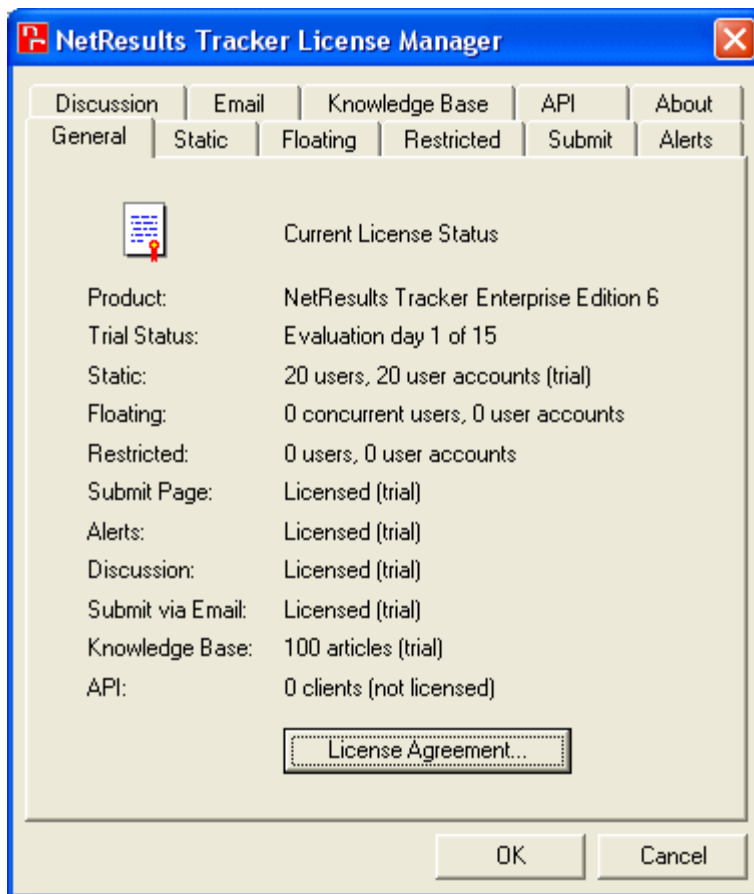 NetResults Tracker License Manager
Discussion Email Knowledge Base API About
General Static Floating Restricted Submit Alerts
Current License Status
Product: NetResults Tracker Enterprise Edition 6
Trial Status: Evaluation day 1 of 15
Static: 20 users, 20 user accounts (trial)
Floating: 0 concurrent users, 0 user accounts
Restricted: 0 users, 0 user accounts
Submit Page: Licensed (trial)
Alerts: Licensed (trial)
Discussion: Licensed (trial)
Submit via Email: Licensed (trial)
Knowledge Base: 100 articles (trial)
API: 0 clients (not licensed)
License Agreement...
OK Cancel